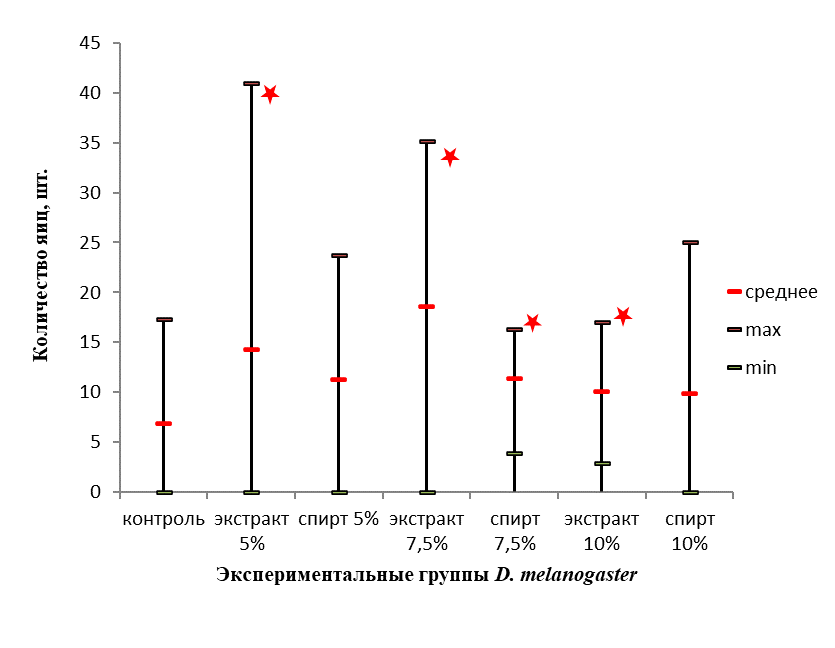 45
40
35
30
25
20
15
10
5
0
Количество яиц, шт.
контроль
экстракт
5%
спирт 5%
экстракт
7,5%
спирт
7,5%
экстракт
10%
спирт
10%
Экспериментальные группы D. melanogaster
среднее
max
min